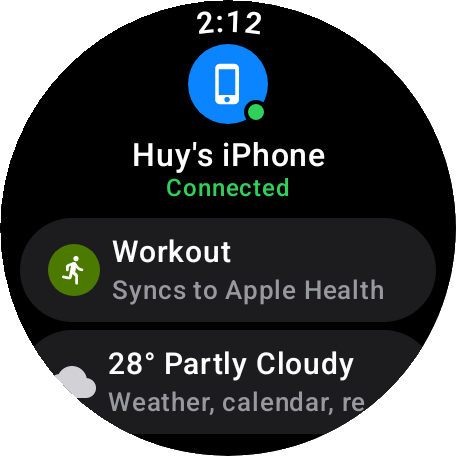 2:12
Huy's iPhone
Connected
Workout
Syncs to Apple Health
28° Partly Cloudy
Weather, calendar, re